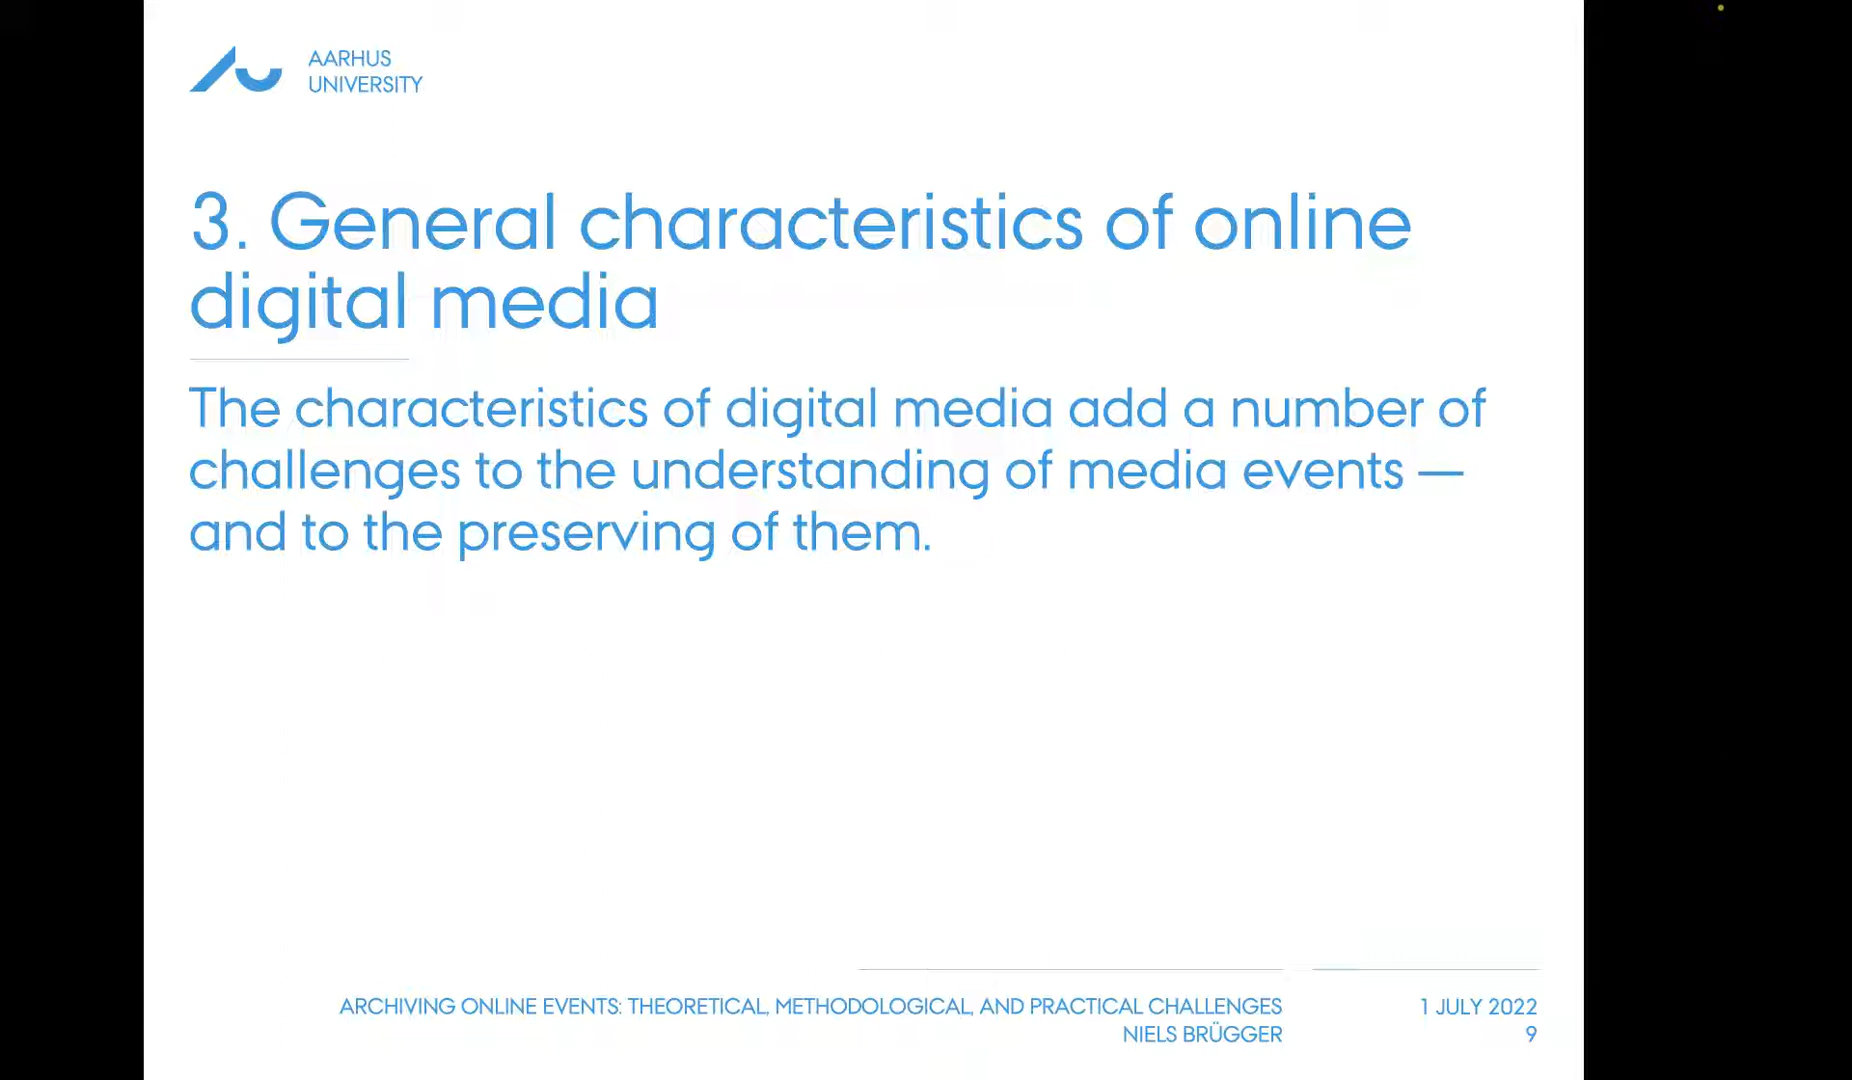 AARHUS
UNIVERSITY
3. General characteristics of online
digital media
The characteristics of digital media add a number of
challenges to the understanding of media events —
and to the preserving of them.
ARCHIVING ONLINE EVENTS: THEORETICAL, METHODOLOGICAL, AND PRACTICAL CHALLENGES
NIELS BRÜGGER
1 JULY 2022
9